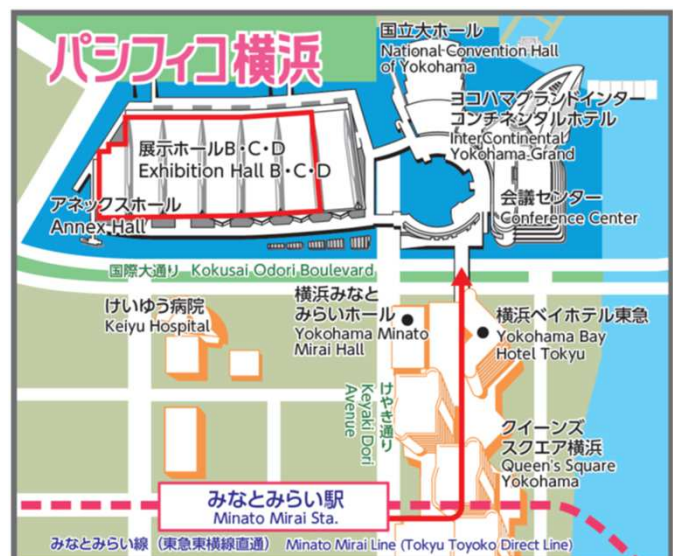 パシフィコ横浜
国立大ホール
National Convention Hall
of Yokohama
ヨコハマグランドインター
コンチネンタルホテル
InterContinental
Yokohama Grand
展示ホールB・C・D
Exhibition Hall B・C・D
アネックスホール
Annex Hall
会議センター
Conference Center
国際大通り Kokusai Odori Boulevard
けいゆう病院
Keiyu Hospital
横浜みなと
みらいホール
Yokohama Minato
Mirai Hall
横浜ベイホテル東急
Yokohama Bay
Hotel Tokyu
けやき通り
Keyaki Dori
Avenue
クイーンズ
スクエア横浜
Queen's Square
Yokohama
みなとみらい駅
Minato Mirai Sta.
みなとみらい線（東急東横線直通） Minato Mirai Line (Tokyu Toyoko Direct Line)